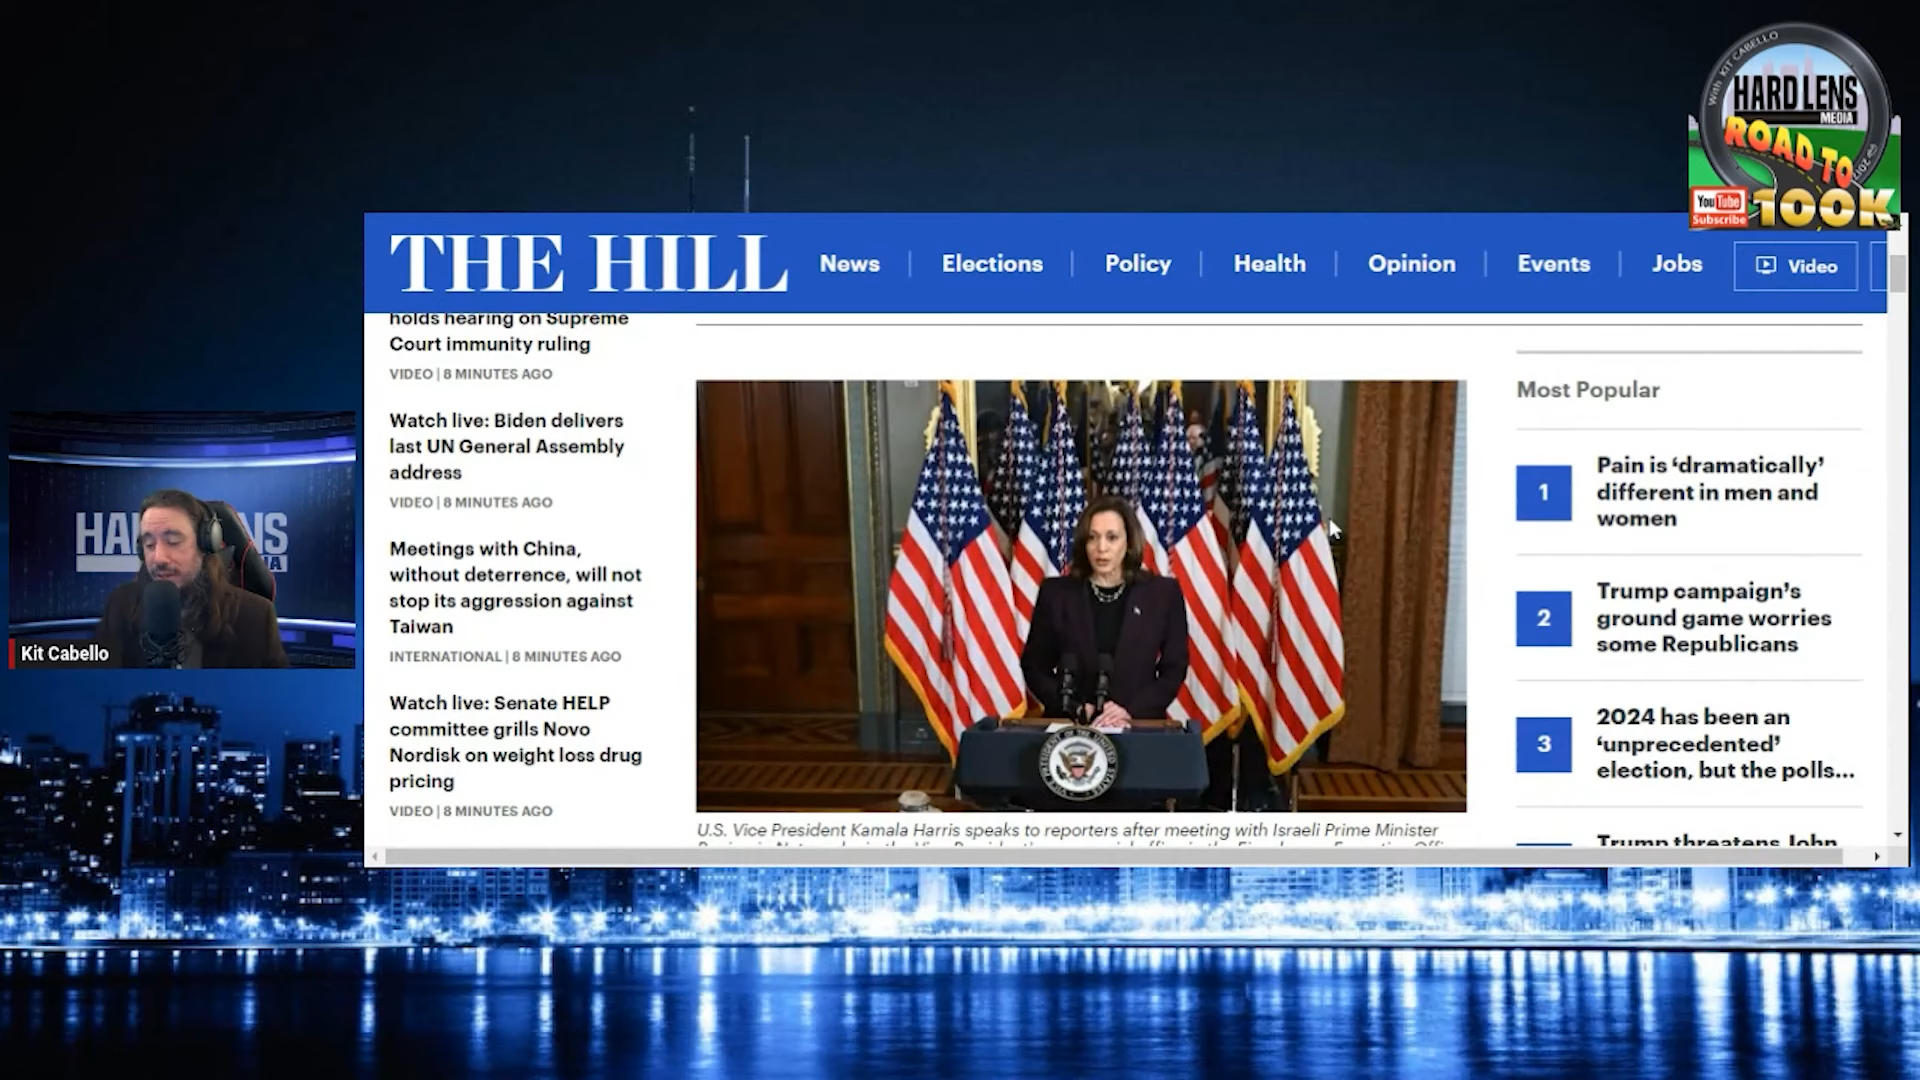 With KIT CABELLO
HARD LENS
MEDIA
ROAD TO
100K
YouTube
Subscribe
THE HILL
News
Elections
Policy
Health
Opinion
Events
Jobs
Video
holds hearing on Supreme
Court immunity ruling
VIDEO | 8 MINUTES AGO
Watch live: Biden delivers
last UN General Assembly
address
VIDEO | 8 MINUTES AGO
Meetings with China,
without deterrence, will not
stop its aggression against
Taiwan
INTERNATIONAL | 8 MINUTES AGO
Watch live: Senate HELP
committee grills Novo
Nordisk on weight loss drug
pricing
VIDEO | 8 MINUTES AGO
U.S. Vice President Kamala Harris speaks to reporters after meeting with Israeli Prime Minister
Most Popular
1
Pain is ‘dramatically’
different in men and
women
2
Trump campaign’s
ground game worries
some Republicans
3
2024 has been an
‘unprecedented’
election, but the polls...
Trump threatens John
Kit Cabello